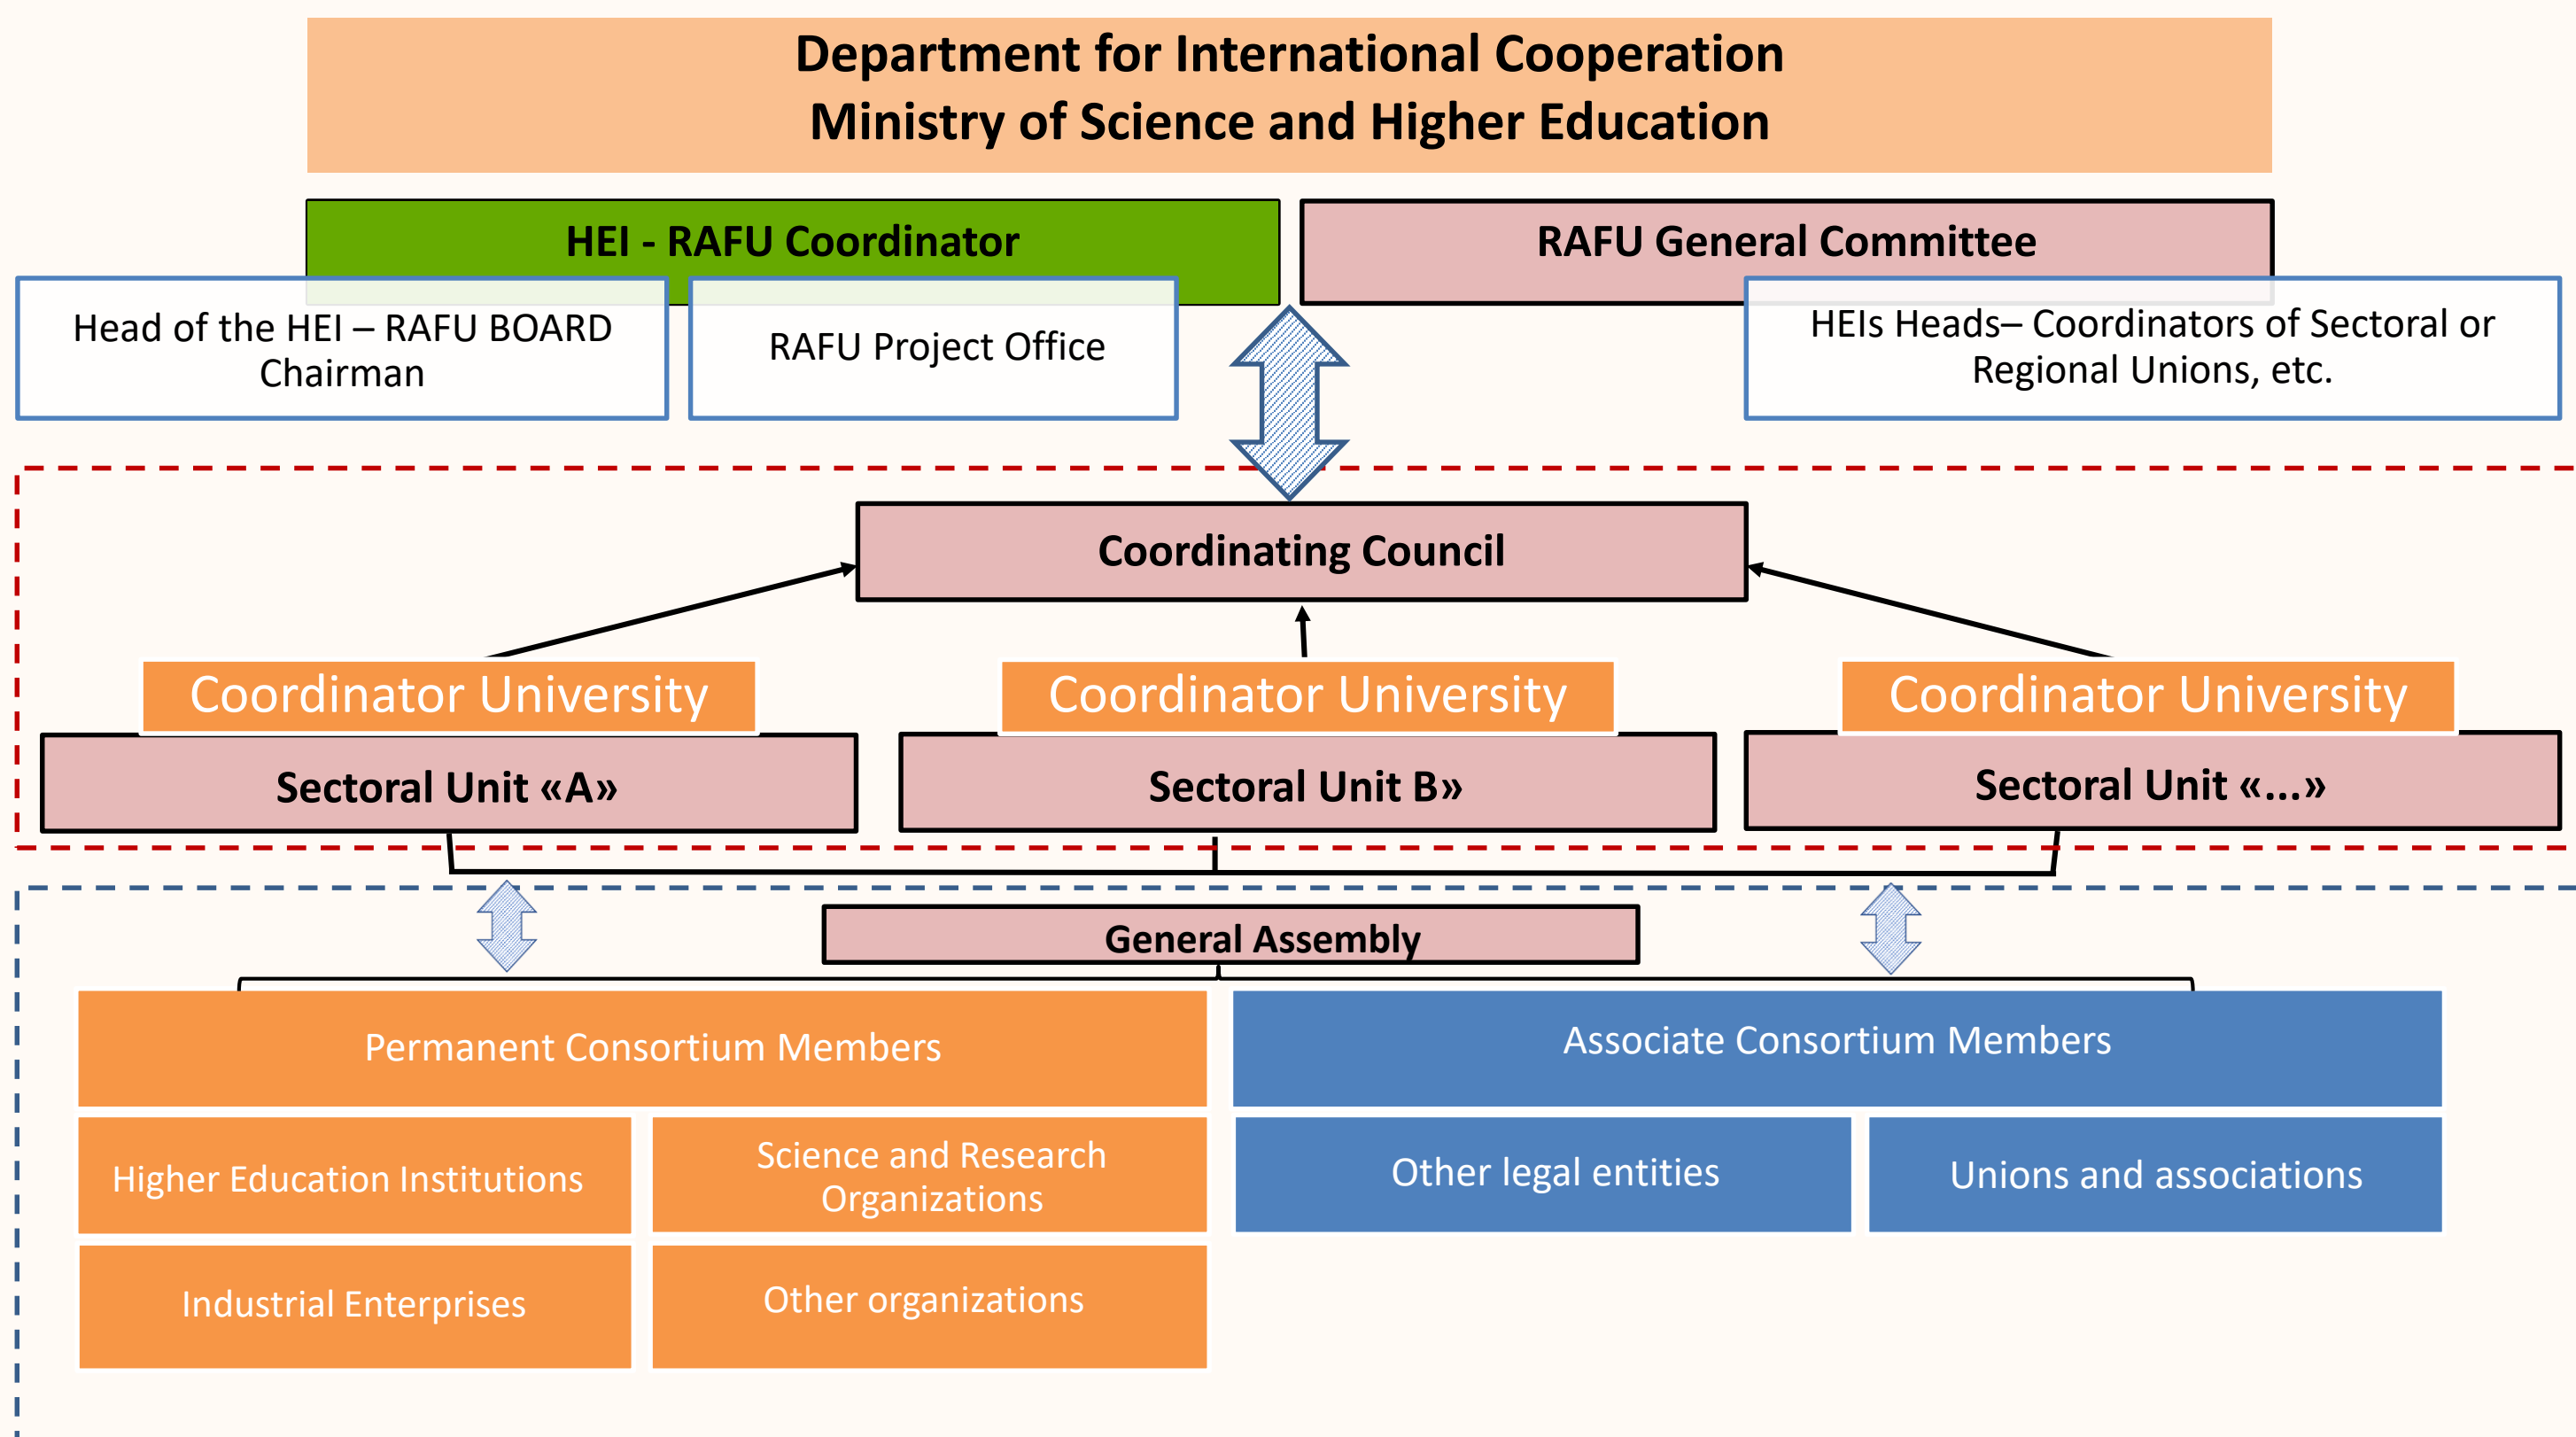 Department for International Cooperation
Ministry of Science and Higher Education
HEI - RAFU Coordinator
RAFU General Committee
Head of the HEI – RAFU BOARD
Chairman
RAFU Project Office
HEIs Heads– Coordinators of Sectoral or
Regional Unions, etc.
Coordinating Council
Coordinator University
Coordinator University
Coordinator University
Sectoral Unit «A»
Sectoral Unit B»
Sectoral Unit «...»
General Assembly
Permanent Consortium Members
Associate Consortium Members
Higher Education Institutions
Science and Research
Organizations
Other legal entities
Unions and associations
Industrial Enterprises
Other organizations